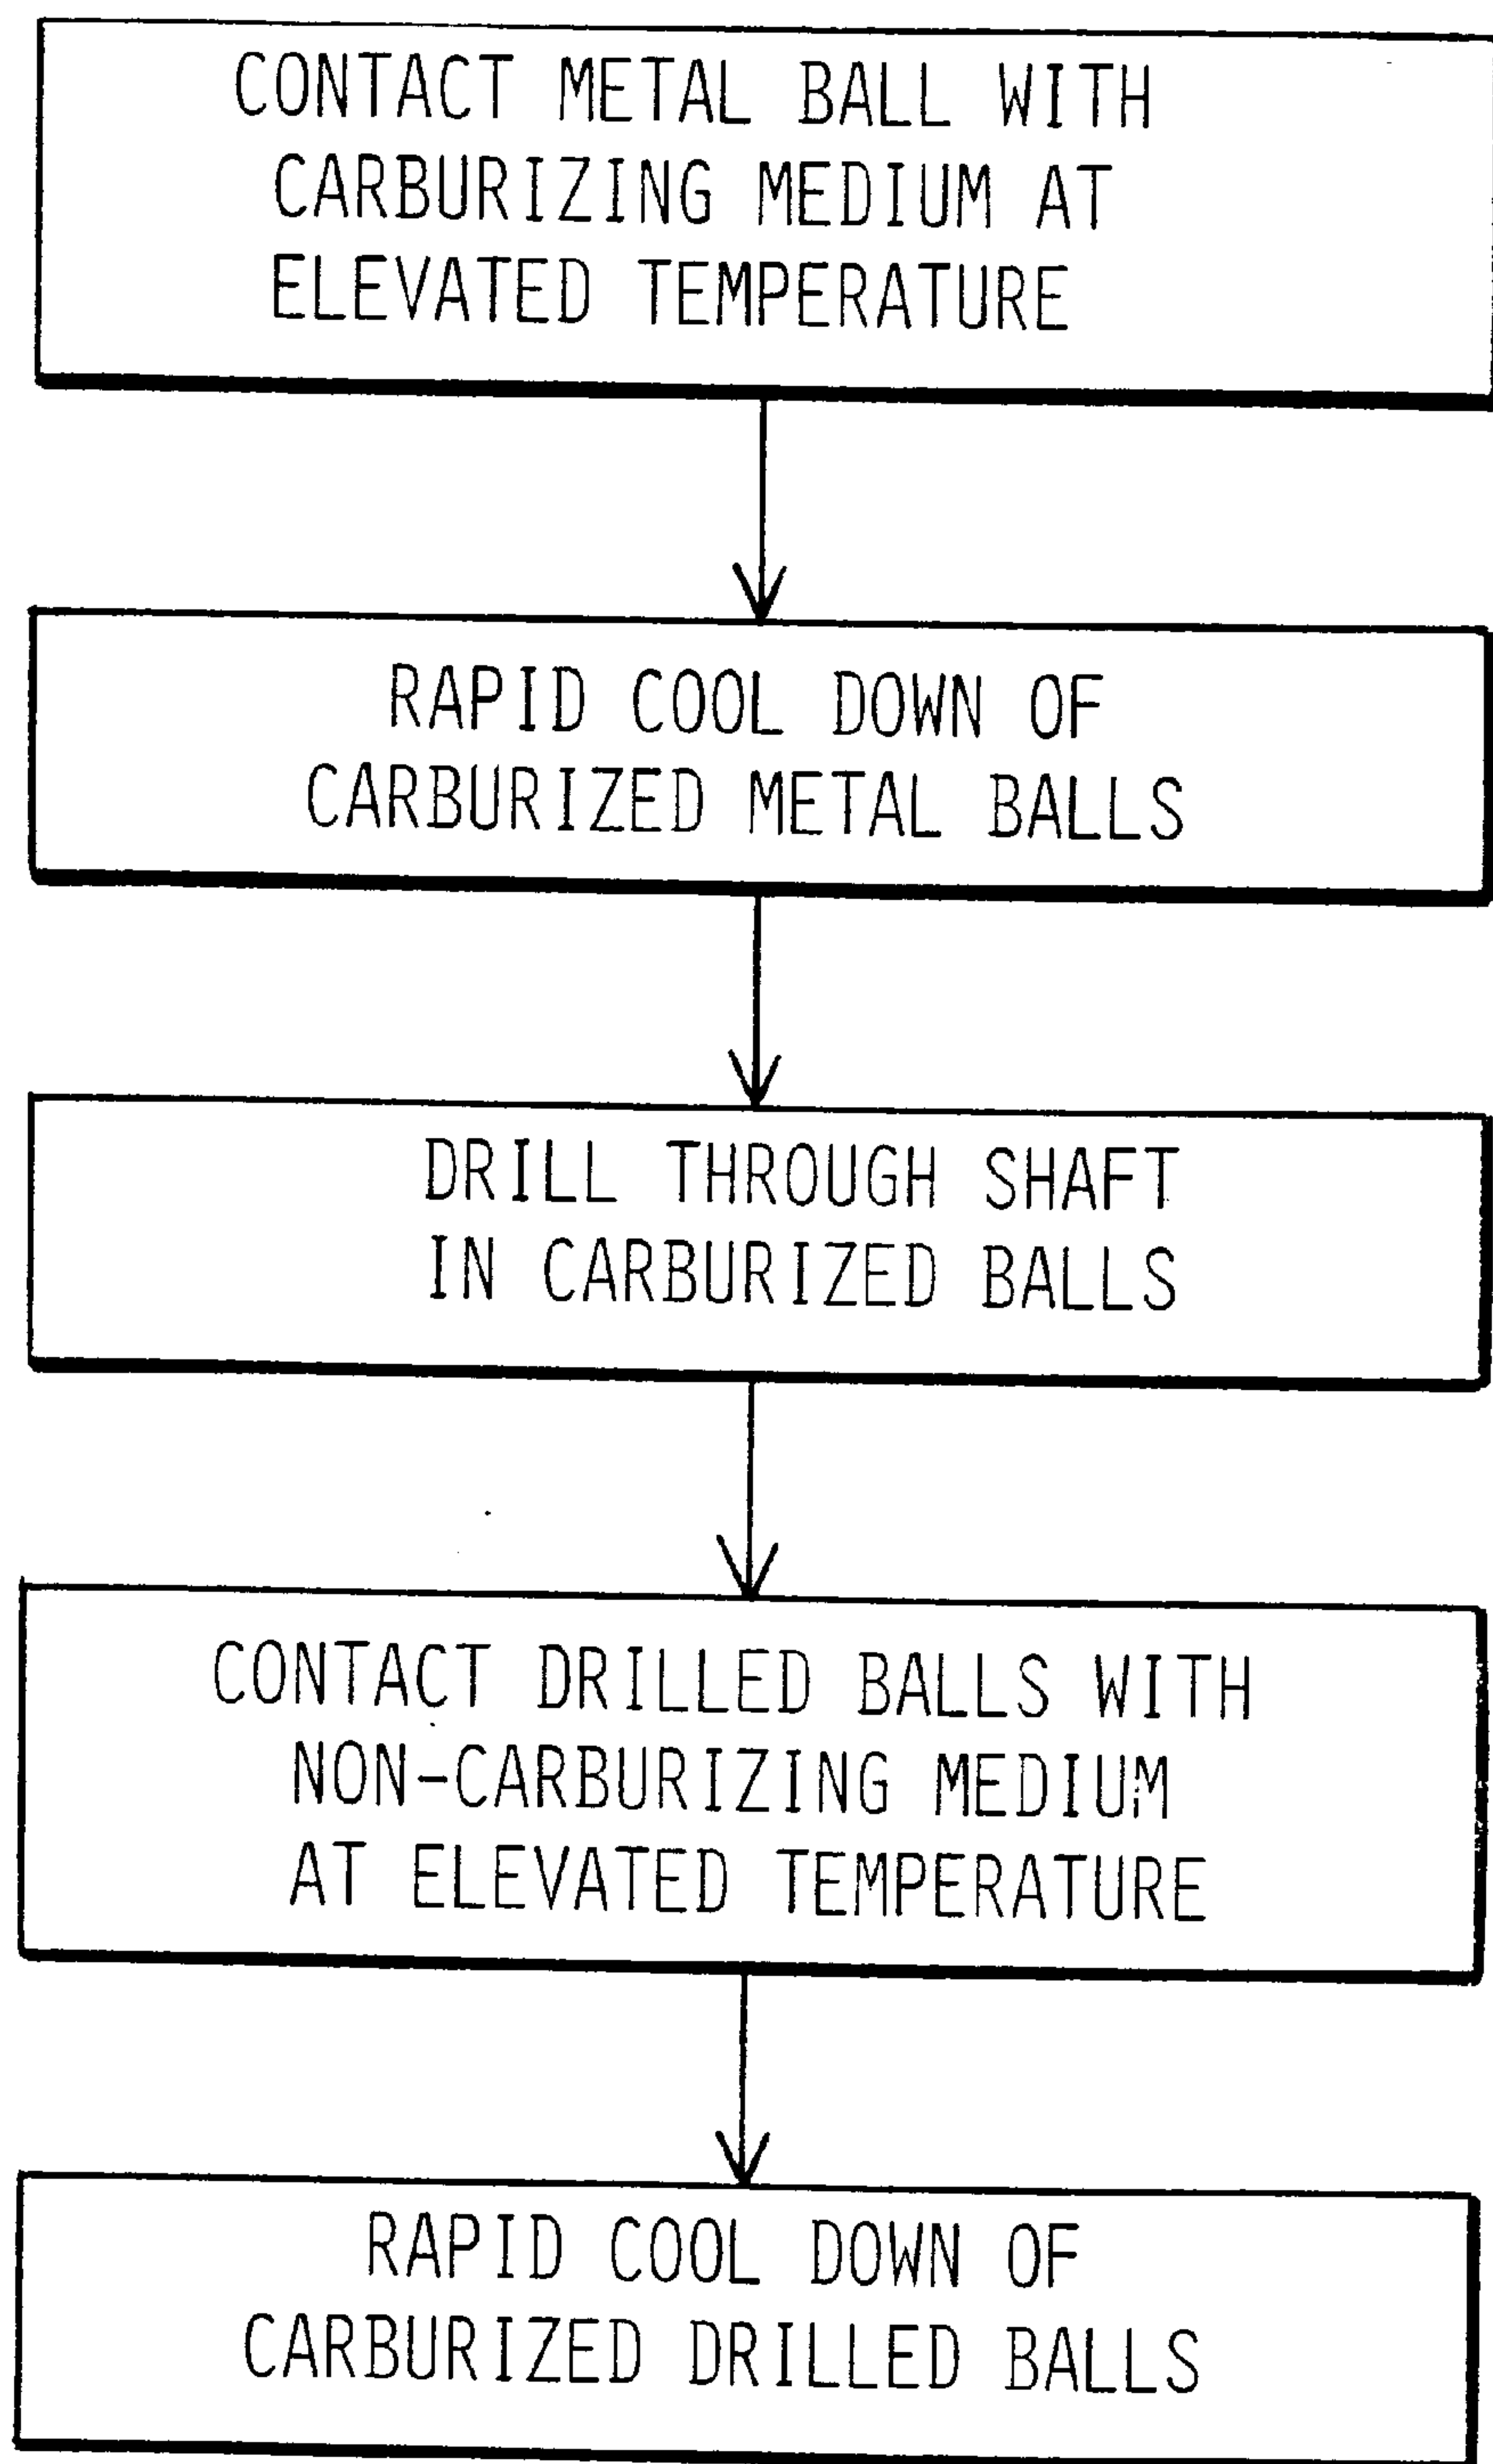 CONTACT METAL BALL WITH
CARBURIZING MEDIUM AT
ELEVATED TEMPERATURE
RAPID COOL DOWN OF
CARBURIZED METAL BALLS
DRILL THROUGH SHAFT
IN CARBURIZED BALLS
CONTACT DRILLED BALLS WITH
NON-CARBURIZING MEDIUM
AT ELEVATED TEMPERATURE
RAPID COOL DOWN OF
CARBURIZED DRILLED BALLS